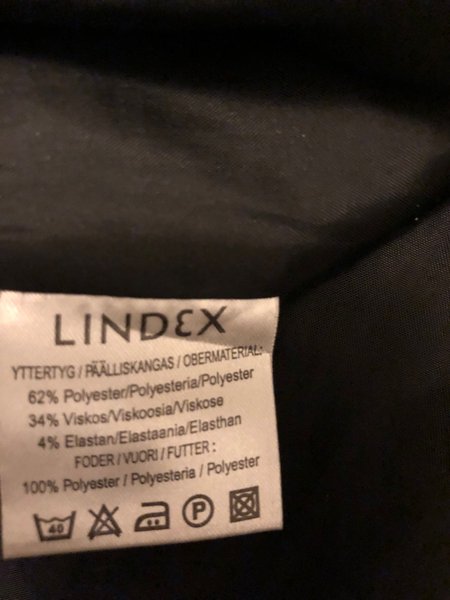 LINDEX
YTTERTYG / PÄÄLLISKANGAS / OBERMATERIAL:
62% Polyester/Polyesteria/Polyester
34% Viskos/Viskoosia/Viskose
4% Elastan/Elastaania/Elasthan
FODER / VUORI / FUTTER :
100% Polyester / Polyesteria / Polyester
40 P